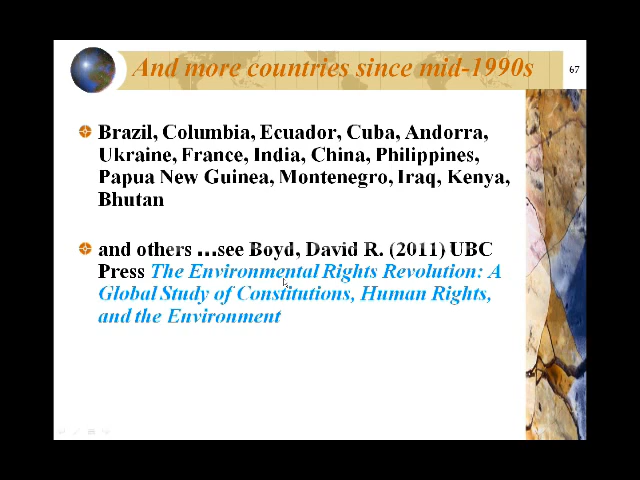 And more countries since mid-1990s
67
Brazil, Columbia, Ecuador, Cuba, Andorra,
Ukraine, France, India, China, Philippines,
Papua New Guinea, Montenegro, Iraq, Kenya,
Bhutan
and others ...see Boyd, David R. (2011) UBC
Press The Environmental Rights Revolution: A
Global Study of Constitutions, Human Rights,
and the Environment